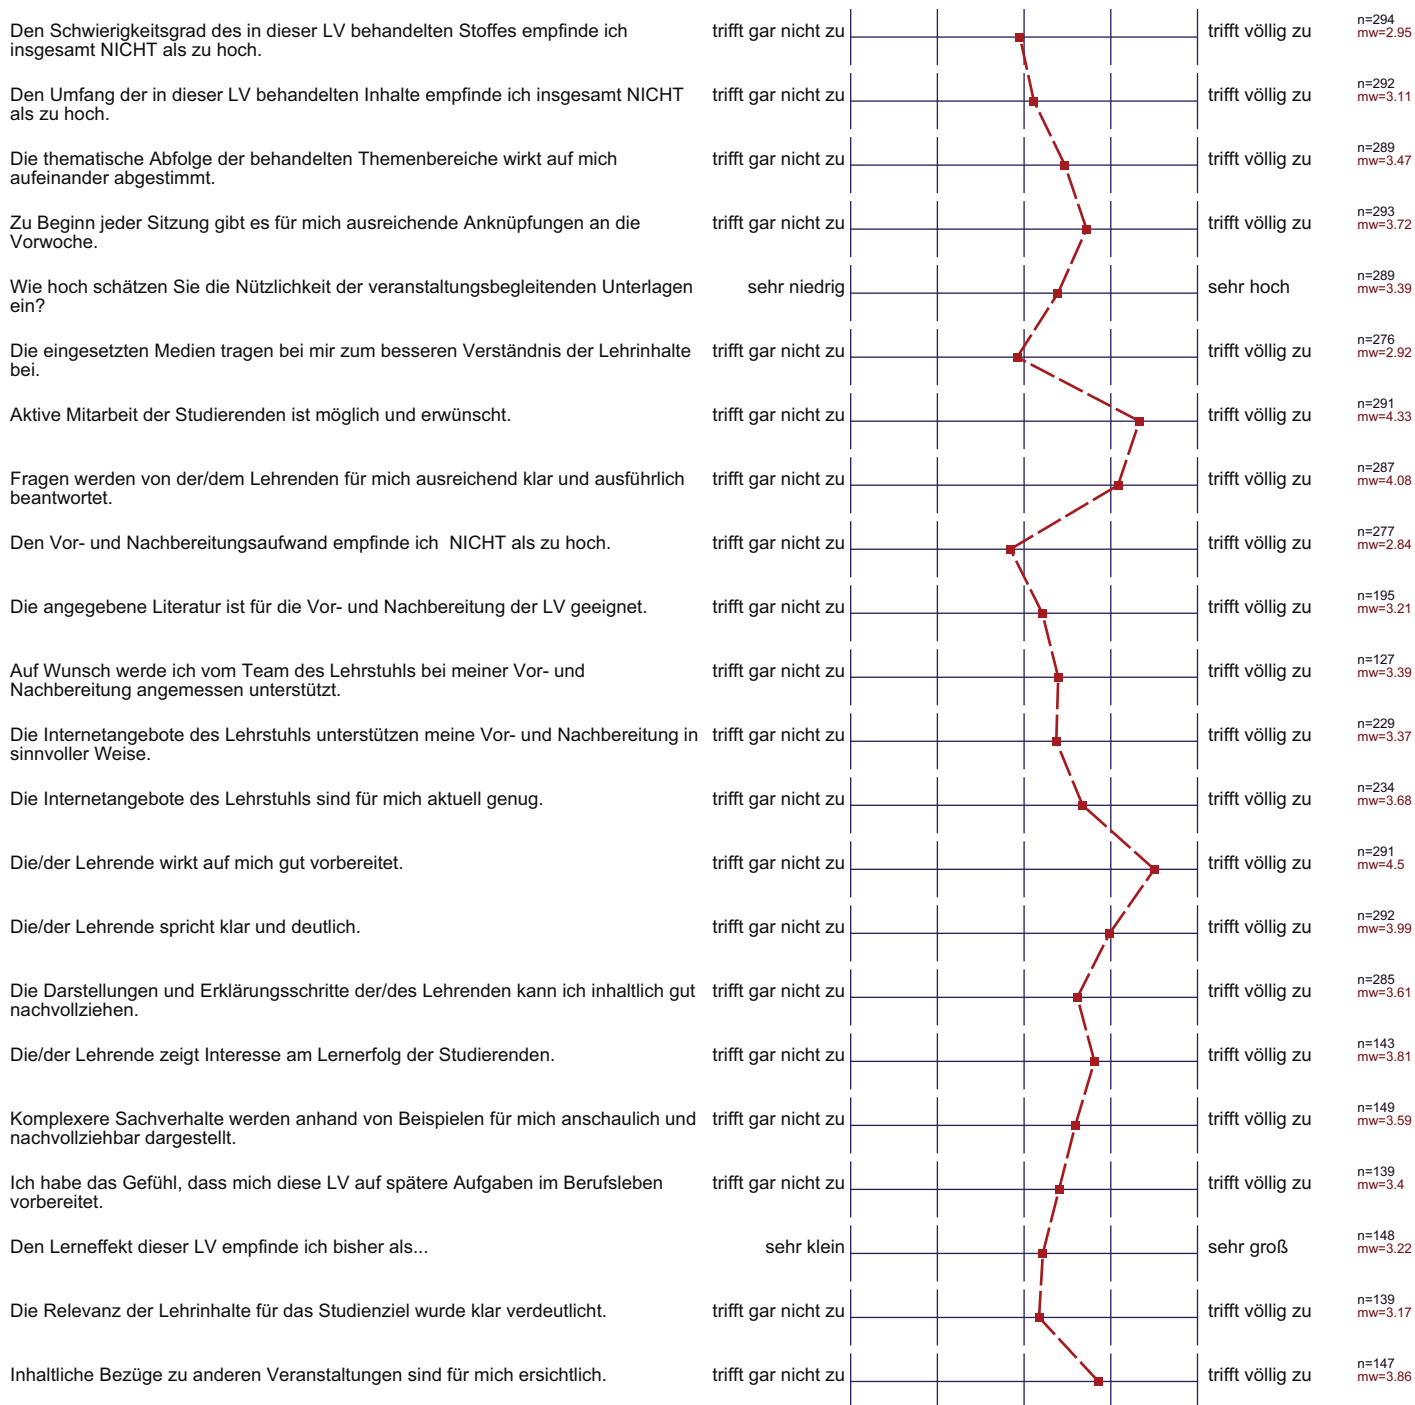 Den Schwierigkeitsgrad des in dieser LV behandelten Stoffes empfinde ich
insgesamt NICHT als zu hoch.
trifft gar nicht zu
trifft völlig zu
n=294
mw=2.95
Den Umfang der in dieser LV behandelten Inhalte empfinde ich insgesamt NICHT
als zu hoch.
trifft gar nicht zu
trifft völlig zu
n=292
mw=3.11
Die thematische Abfolge der behandelten Themenbereiche wirkt auf mich
aufeinander abgestimmt.
trifft gar nicht zu
trifft völlig zu
n=289
mw=3.47
Zu Beginn jeder Sitzung gibt es für mich ausreichende Anknüpfungen an die
Vorwoche.
trifft gar nicht zu
trifft völlig zu
n=293
mw=3.72
Wie hoch schätzen Sie die Nützlichkeit der veranstaltungsbegleitenden Unterlagen
ein?
sehr niedrig
sehr hoch
n=289
mw=3.39
Die eingesetzten Medien tragen bei mir zum besseren Verständnis der Lehrinhalte
bei.
trifft gar nicht zu
trifft völlig zu
n=276
mw=2.92
Aktive Mitarbeit der Studierenden ist möglich und erwünscht.
trifft gar nicht zu
trifft völlig zu
n=291
mw=4.33
Fragen werden von der/dem Lehrenden für mich ausreichend klar und ausführlich
beantwortet.
trifft gar nicht zu
trifft völlig zu
n=287
mw=4.08
Den Vor- und Nachbereitungsaufwand empfinde ich  NICHT als zu hoch.
trifft gar nicht zu
trifft völlig zu
n=277
mw=2.84
Die angegebene Literatur ist für die Vor- und Nachbereitung der LV geeignet.
trifft gar nicht zu
trifft völlig zu
n=195
mw=3.21
Auf Wunsch werde ich vom Team des Lehrstuhls bei meiner Vor- und
Nachbereitung angemessen unterstützt.
trifft gar nicht zu
trifft völlig zu
n=127
mw=3.39
Die Internetangebote des Lehrstuhls unterstützen meine Vor- und Nachbereitung in
sinnvoller Weise.
trifft gar nicht zu
trifft völlig zu
n=229
mw=3.37
Die Internetangebote des Lehrstuhls sind für mich aktuell genug.
trifft gar nicht zu
trifft völlig zu
n=234
mw=3.68
Die/der Lehrende wirkt auf mich gut vorbereitet.
trifft gar nicht zu
trifft völlig zu
n=291
mw=4.5
Die/der Lehrende spricht klar und deutlich.
trifft gar nicht zu
trifft völlig zu
n=292
mw=3.99
Die Darstellungen und Erklärungsschritte der/des Lehrenden kann ich inhaltlich gut
nachvollziehen.
trifft gar nicht zu
trifft völlig zu
n=285
mw=3.61
Die/der Lehrende zeigt Interesse am Lernerfolg der Studierenden.
trifft gar nicht zu
trifft völlig zu
n=143
mw=3.81
Komplexere Sachverhalte werden anhand von Beispielen für mich anschaulich und
nachvollziehbar dargestellt.
trifft gar nicht zu
trifft völlig zu
n=149
mw=3.59
Ich habe das Gefühl, dass mich diese LV auf spätere Aufgaben im Berufsleben
vorbereitet.
trifft gar nicht zu
trifft völlig zu
n=139
mw=3.4
Den Lerneffekt dieser LV empfinde ich bisher als...
sehr klein
sehr groß
n=148
mw=3.22
Die Relevanz der Lehrinhalte für das Studienziel wurde klar verdeutlicht.
trifft gar nicht zu
trifft völlig zu
n=139
mw=3.17
Inhaltliche Bezüge zu anderen Veranstaltungen sind für mich ersichtlich.
trifft gar nicht zu
trifft völlig zu
n=147
mw=3.86